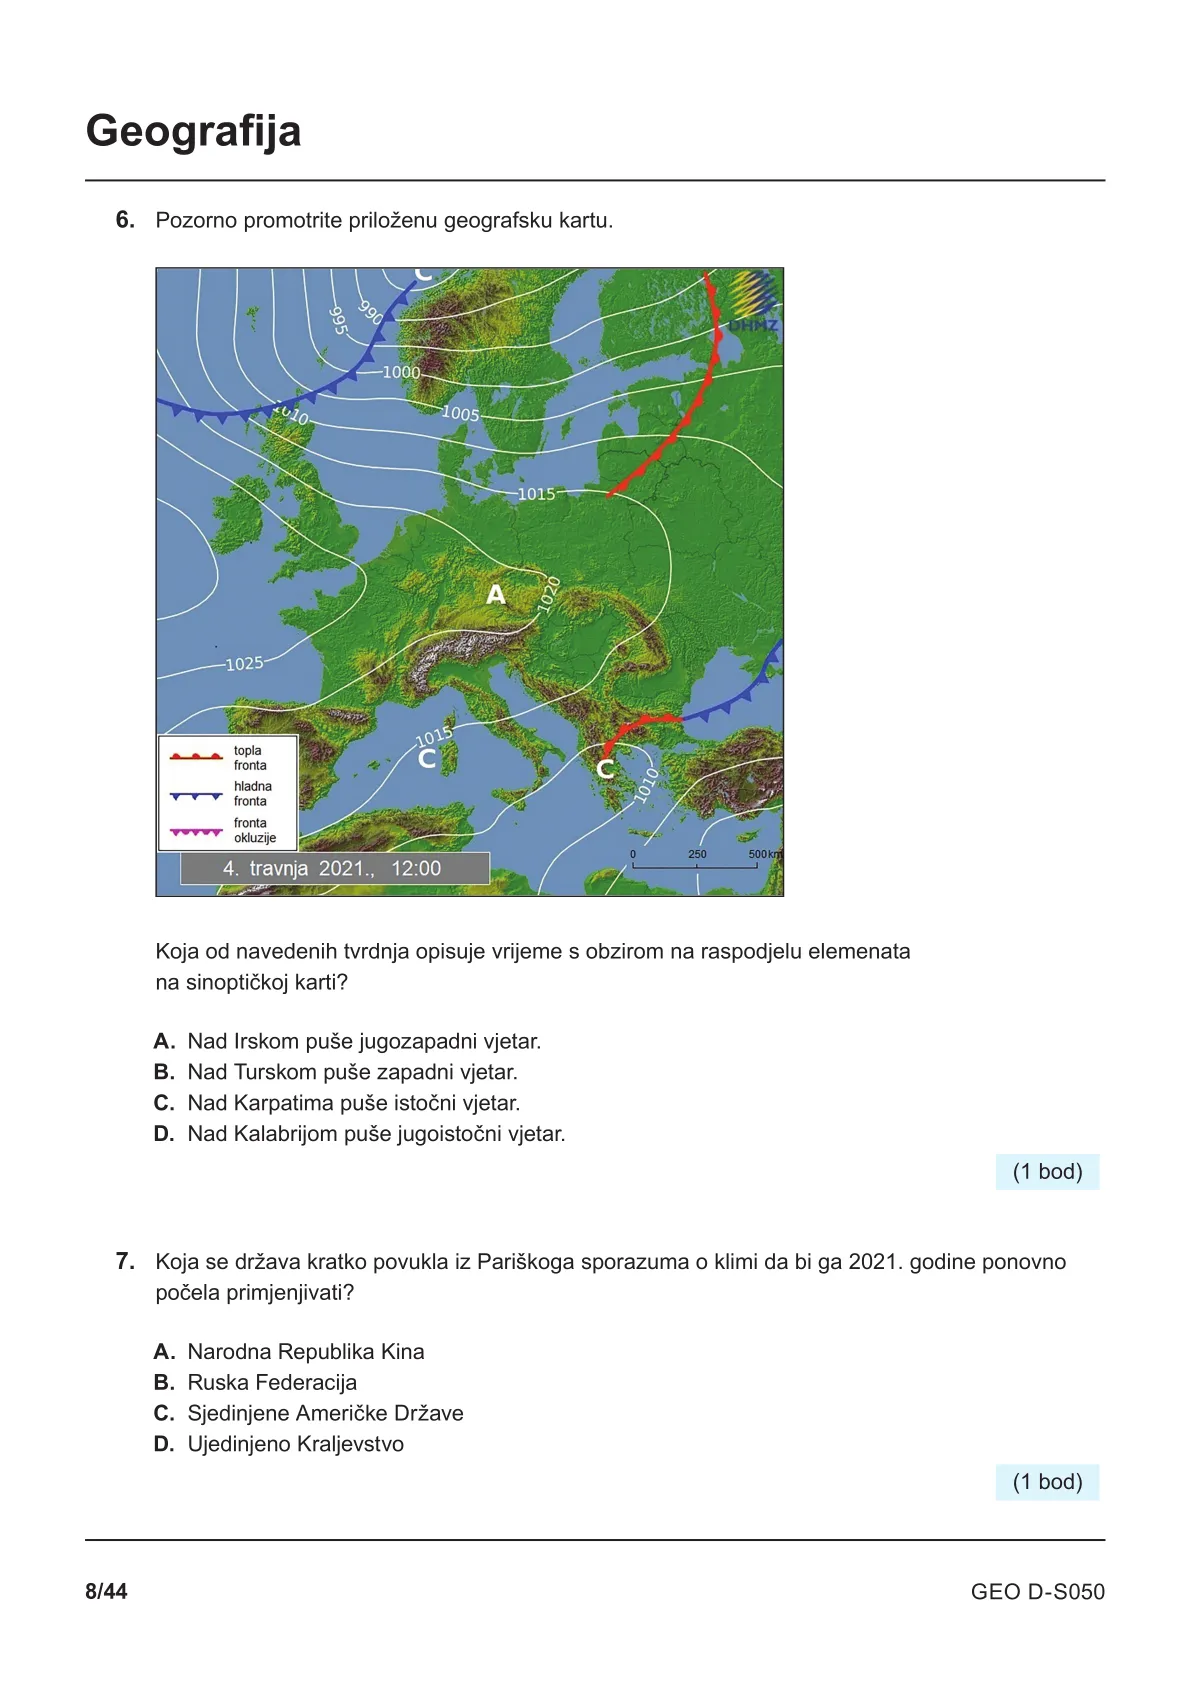 Geografija
6. Pozorno promotrite priloženu geografsku kartu.
C
990
995
DHMZ
1000
1010
1005
1015
A
1020
1025
1015
C
C
1010
topla
fronta
hladna
fronta
fronta
okluzije
0 250 500 km
4. travnja 2021., 12:00
Koja od navedenih tvrdnja opisuje vrijeme s obzirom na raspodjelu elemenata
na sinoptičkoj karti?
A. Nad Irskom puše jugozapadni vjetar.
B. Nad Turskom puše zapadni vjetar.
C. Nad Karpatima puše istočni vjetar.
D. Nad Kalabrijom puše jugoistočni vjetar.
(1 bod)
7. Koja se država kratko povukla iz Pariškoga sporazuma o klimi da bi ga 2021. godine ponovno
počela primjenjivati?
A. Narodna Republika Kina
B. Ruska Federacija
C. Sjedinjene Američke Države
D. Ujedinjeno Kraljevstvo
(1 bod)
8/44
GEO D-S050